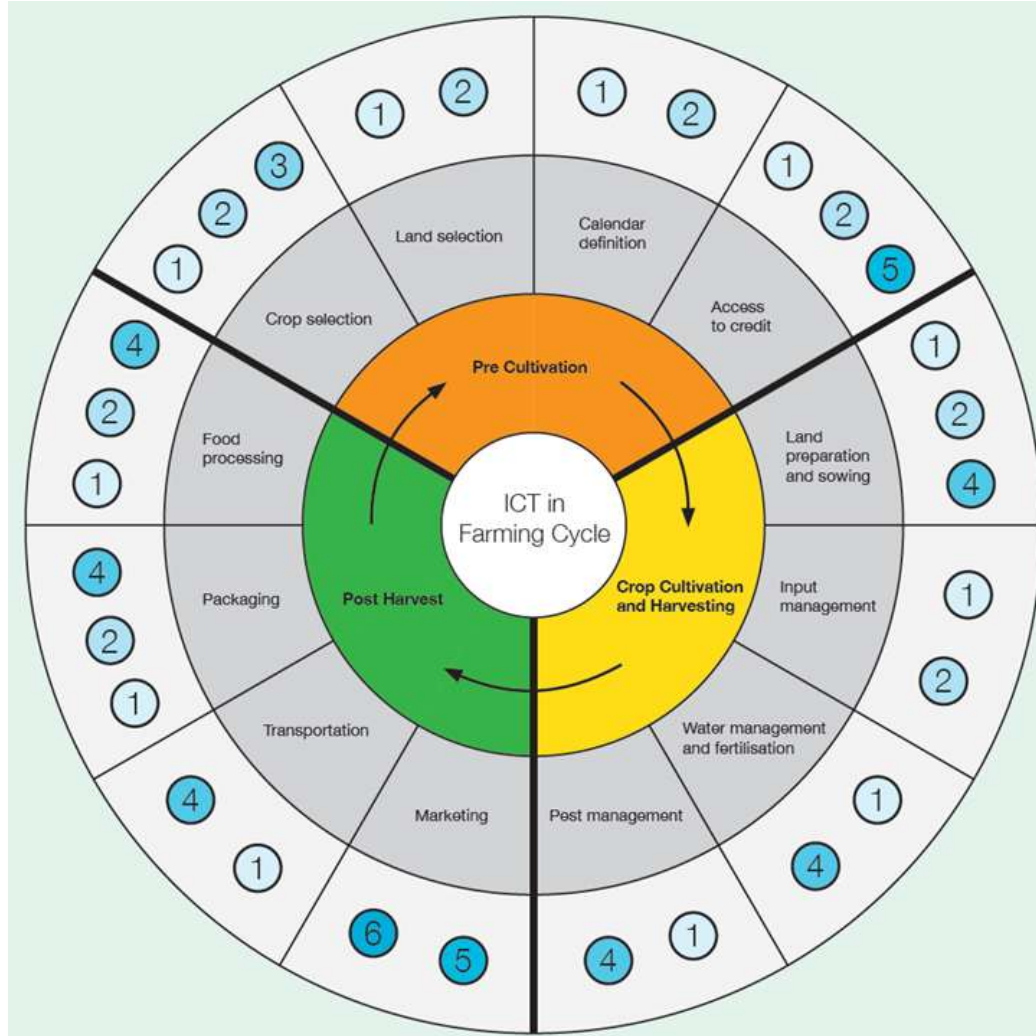 ICT in
Farming Cycle
Pre Cultivation
Crop Cultivation
and Harvesting
Post Harvest
Crop selection
1
2
3
Land selection
1
2
Calendar
definition
1
2
Access
to credit
1
2
5
Land
preparation
and sowing
1
2
4
Input
management
1
2
Water management
and fertilisation
1
4
Pest management
1
4
Marketing
5
6
Transportation
1
4
Packaging
1
2
4
Food
processing
1
2
4